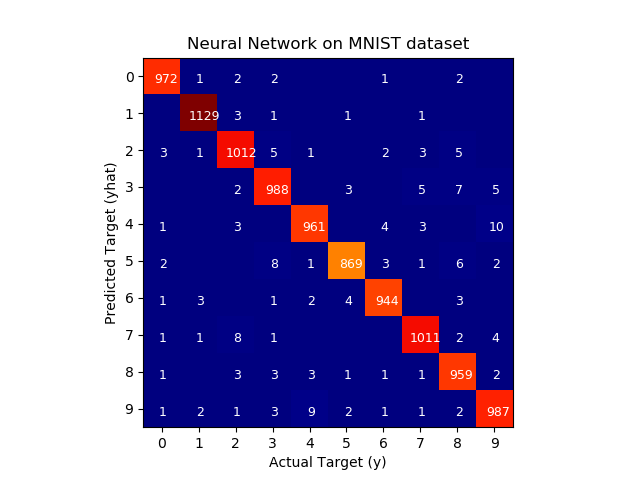 Neural Network on MNIST dataset
Predicted Target (yhat)
0 972 1 2 2 1 2
1 1129 3 1 1 1
2 3 1 1012 5 1 2 3 5
3 2 988 3 5 7 5
4 1 3 961 4 3 10
5 2 8 1 869 3 1 6 2
6 1 3 1 2 4 944 3
7 1 1 8 1 1011 2 4
8 1 3 3 3 1 1 1 959 2
9 1 2 1 3 9 2 1 1 2 987
0 1 2 3 4 5 6 7 8 9
Actual Target (y)